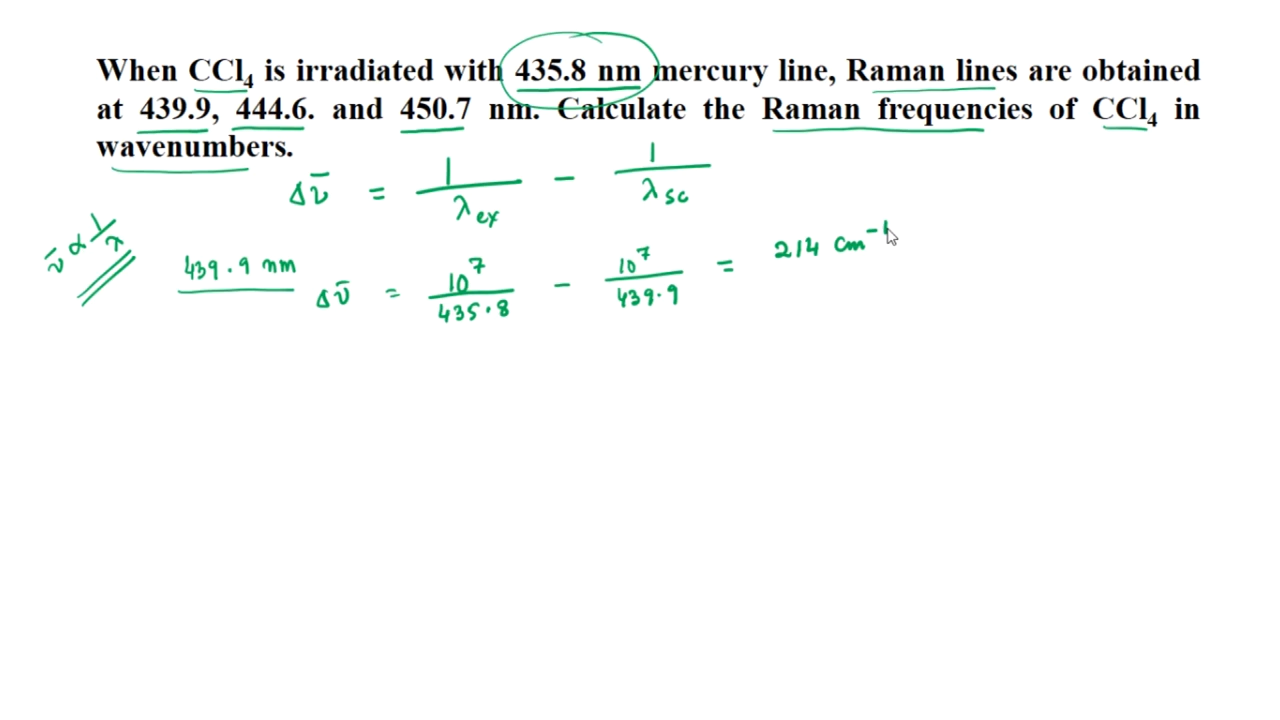 When CCl₄ is irradiated with 435.8 nm mercury line, Raman lines are obtained
at 439.9, 444.6. and 450.7 nm. Calculate the Raman frequencies of CCl₄ in
wavenumbers.
Δν̄ = 1/λex − 1/λsc
ν̄ α 1/λ
439.9 nm Δν̄ = 10⁷/435.8 − 10⁷/439.9 = 214 cm⁻¹